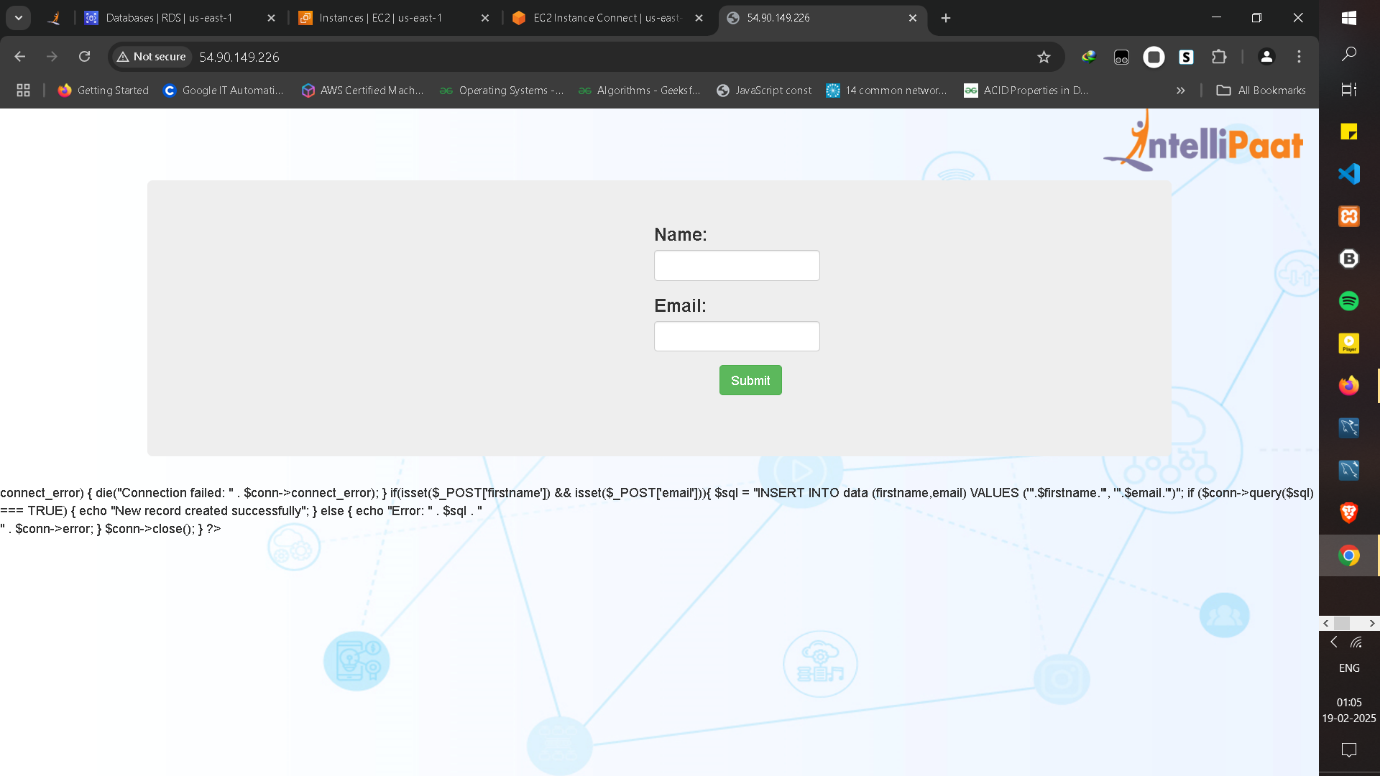 Databases | RDS | us-east-1
Instances | EC2 | us-east-1
EC2 Instance Connect | us-east-
54.90.149.226
Not secure
54.90.149.226
Getting Started
Google IT Automati...
AWS Certified Mach...
Operating Systems -...
Algorithms - Geeksf...
JavaScript const
14 common networ...
ACID Properties in D...
»
All Bookmarks
IntelliPaat
Name:
Email:
Submit
connect_error) { die("Connection failed: " . $conn->connect_error); } if(isset($_POST['firstname']) && isset($_POST['email'])){ $sql = "INSERT INTO data (firstname,email) VALUES ('".$firstname."', '".$email."')"; if ($conn->query($sql)
=== TRUE) { echo "New record created successfully"; } else { echo "Error: " . $sql . "
" . $conn->error; } $conn->close(); } ?>
Player
ENG
01:05
19-02-2025